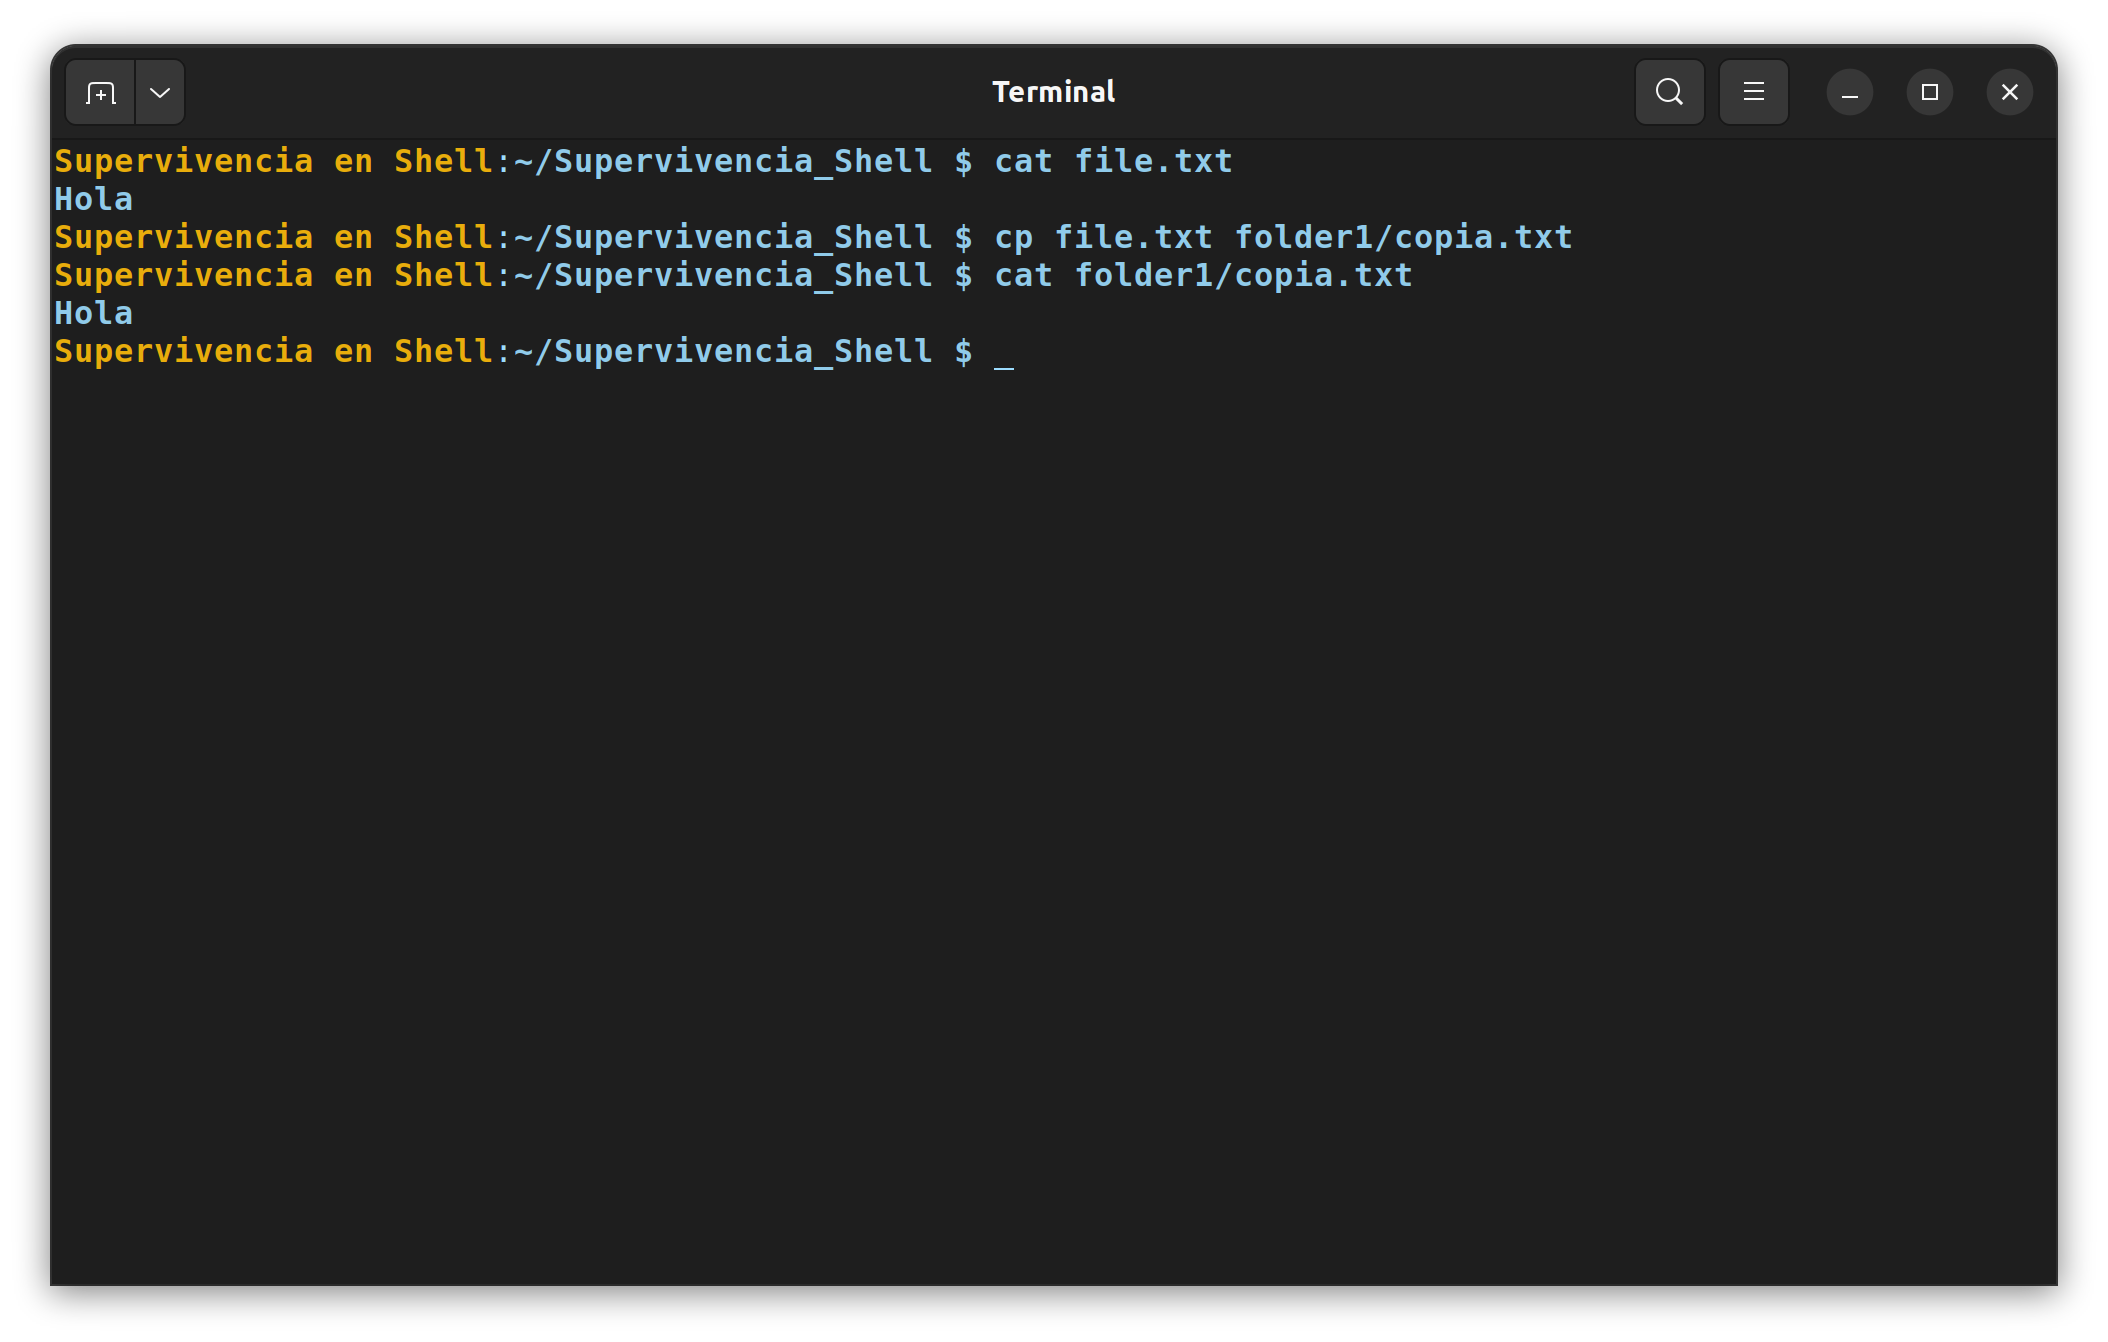 Terminal
Supervivencia en Shell:~/Supervivencia_Shell $ cat file.txt
Hola
Supervivencia en Shell:~/Supervivencia_Shell $ cp file.txt folder1/copia.txt
Supervivencia en Shell:~/Supervivencia_Shell $ cat folder1/copia.txt
Hola
Supervivencia en Shell:~/Supervivencia_Shell $ _